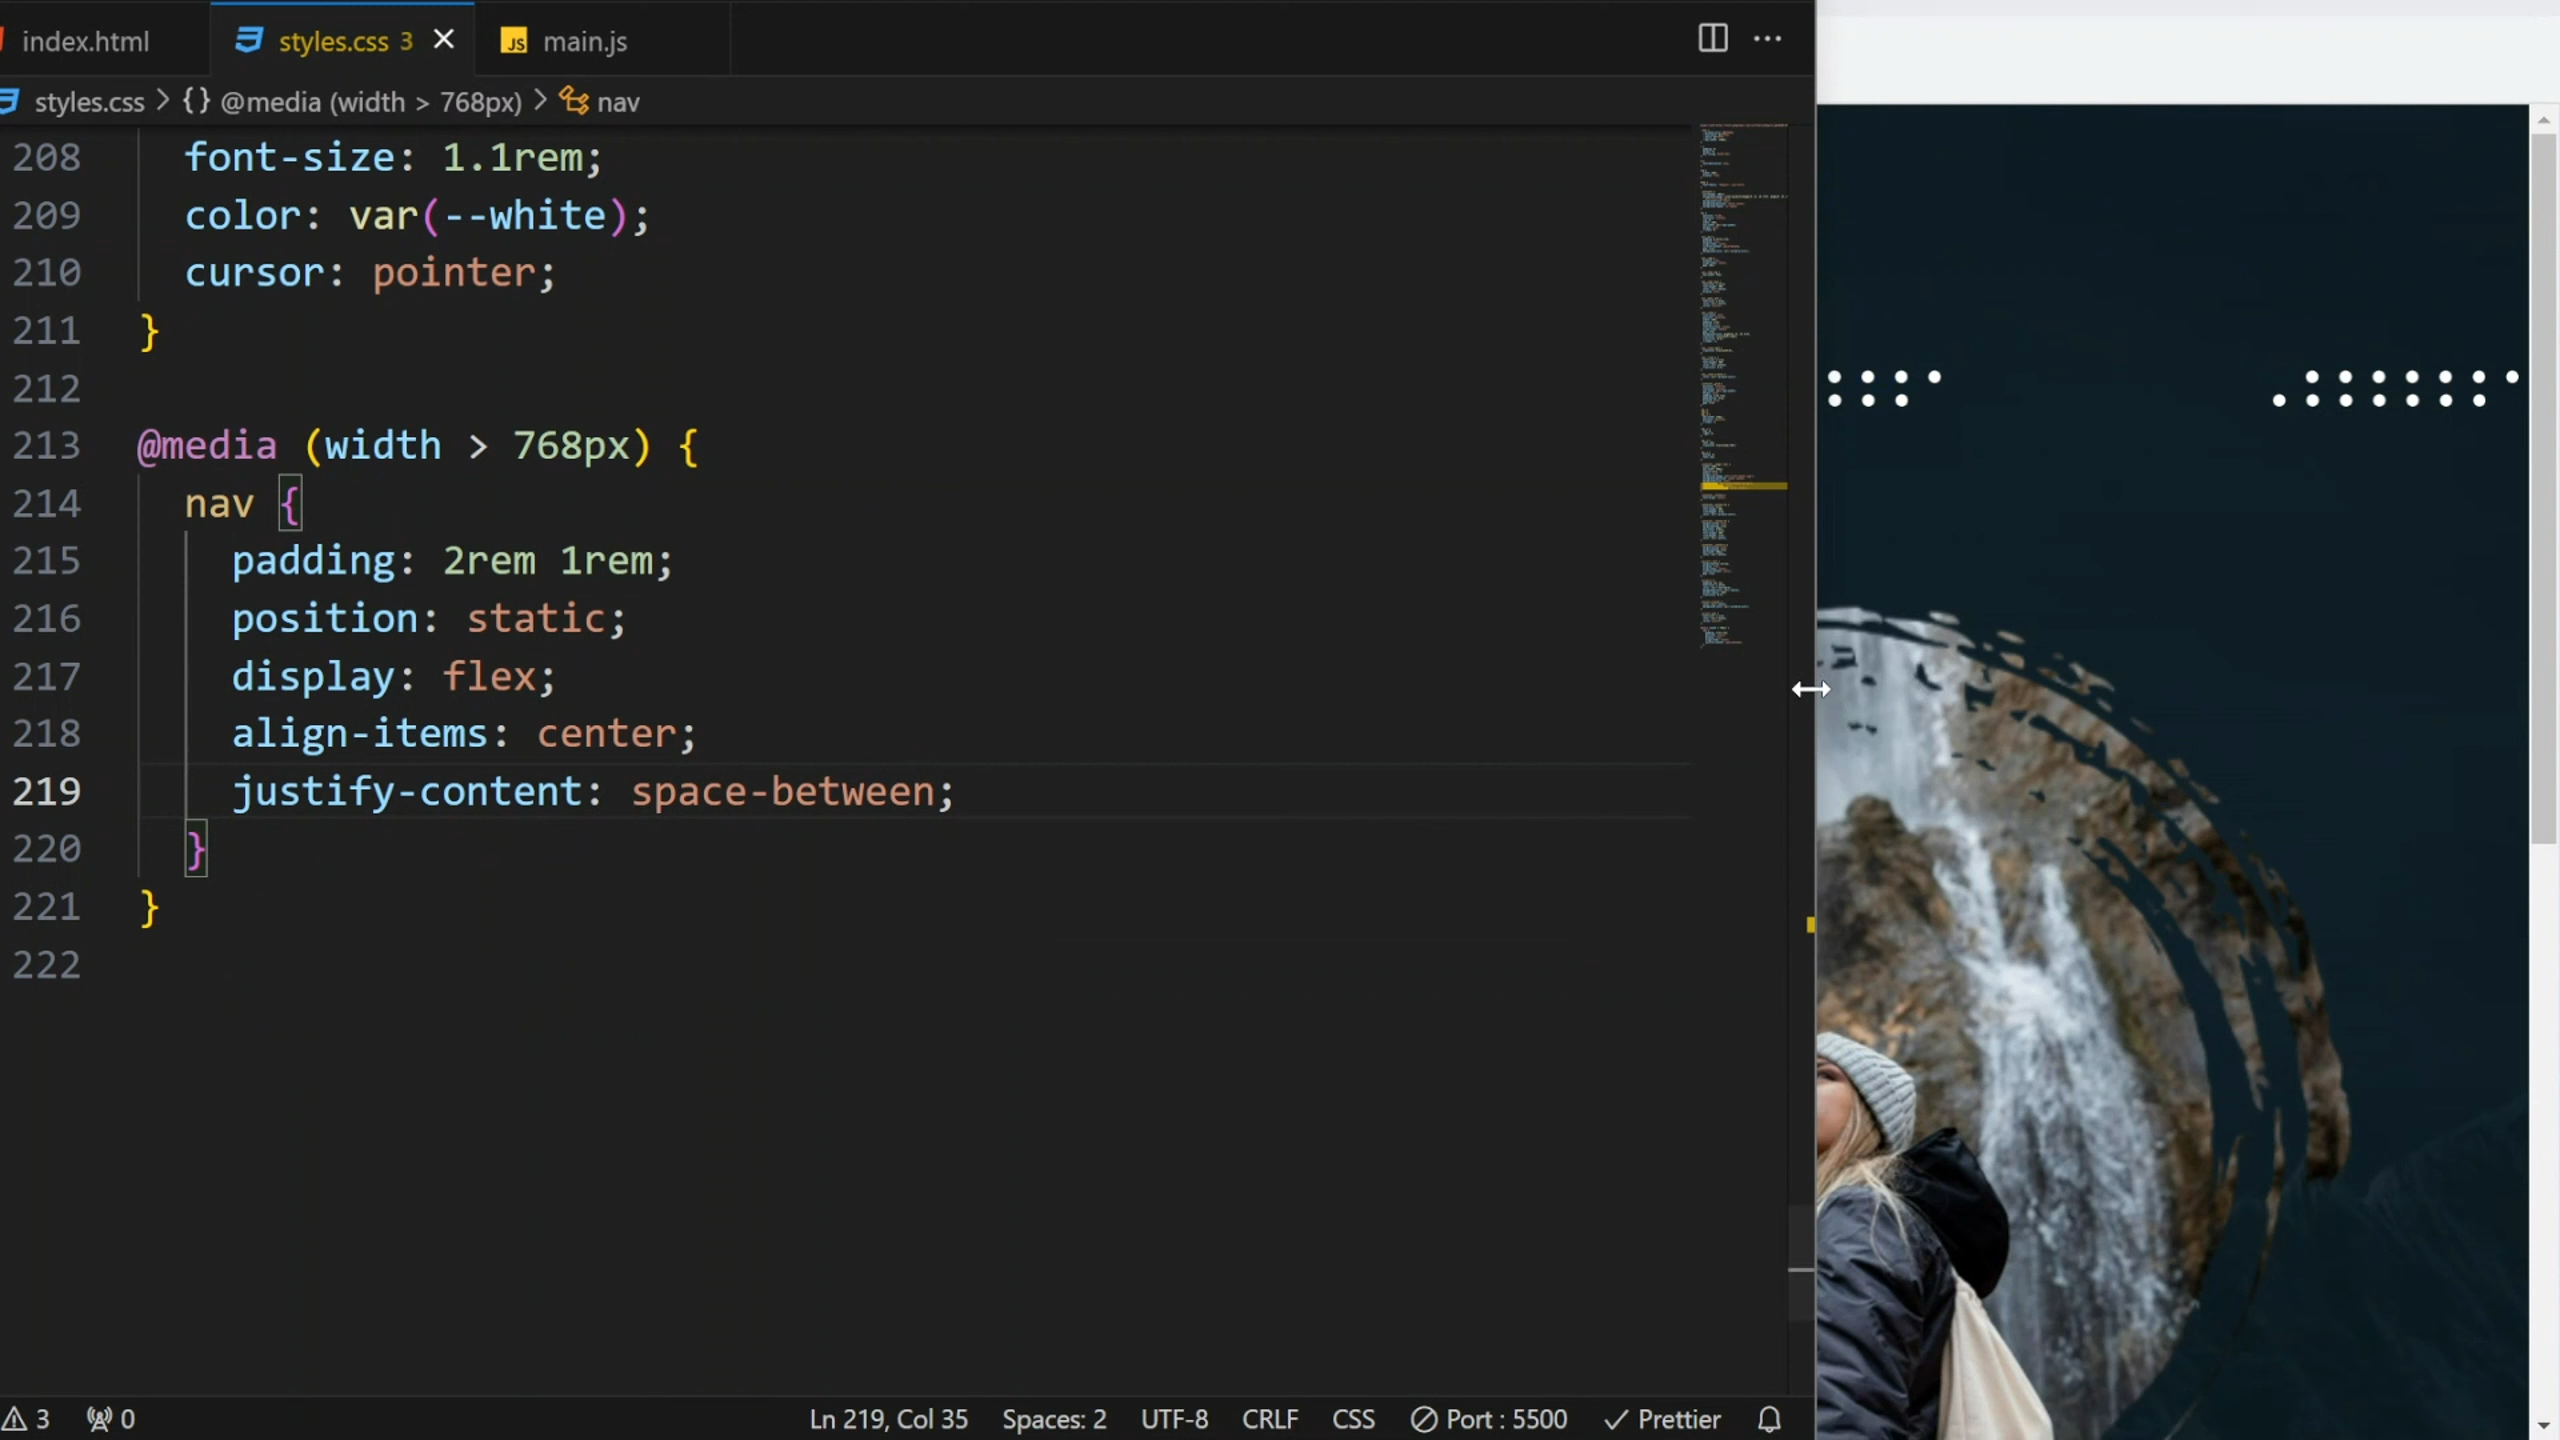 index.html
styles.css 3
main.js
styles.css > {} @media (width > 768px) > nav
208 font-size: 1.1rem;
209 color: var(--white);
210 cursor: pointer;
211 }
212
213 @media (width > 768px) {
214 nav {
215 padding: 2rem 1rem;
216 position: static;
217 display: flex;
218 align-items: center;
219 justify-content: space-between;
220 }
221 }
222
3 0 Ln 219, Col 35 Spaces: 2 UTF-8 CRLF CSS Port : 5500 Prettier